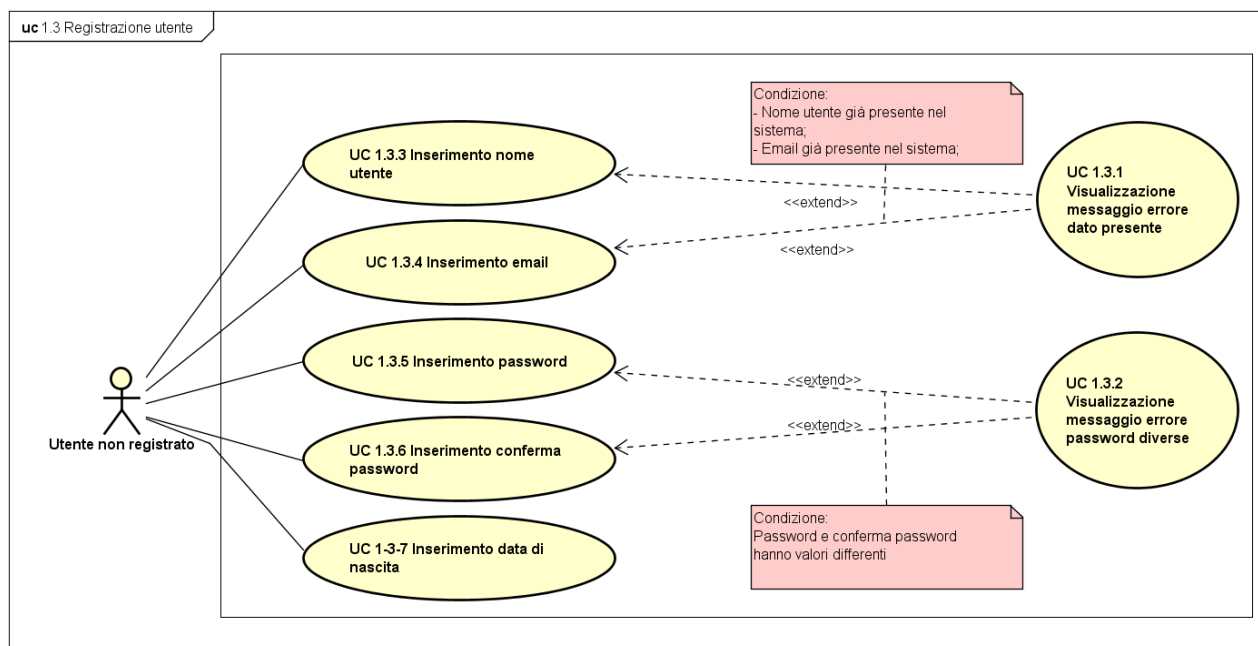 uc 1.3 Registrazione utente
Condizione:
- Nome utente già presente nel
sistema;
- Email già presente nel sistema;
UC 1.3.3 Inserimento nome
utente
UC 1.3.1
Visualizzazione
messaggio errore
dato presente
<<extend>>
UC 1.3.4 Inserimento email
<<extend>>
UC 1.3.5 Inserimento password
<<extend>>
UC 1.3.2
Visualizzazione
messaggio errore
password diverse
<<extend>>
Utente non registrato
UC 1.3.6 Inserimento conferma
password
Condizione:
Password e conferma password
hanno valori differenti
UC 1-3-7 Inserimento data di
nascita